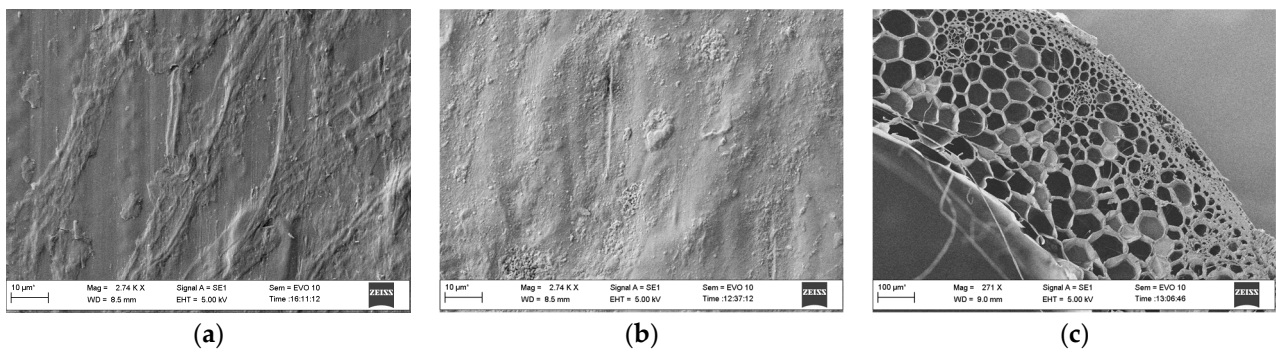 10 µm*
Mag = 2.74 K X
Signal A = SE1
Sem = EVO 10
WD = 8.5 mm
EHT = 5.00 kV
Time :16:11:12
ZEISS
10 µm*
Mag = 2.74 K X
Signal A = SE1
Sem = EVO 10
WD = 8.5 mm
EHT = 5.00 kV
Time :12:37:12
ZEISS
100 µm*
Mag = 271 X
Signal A = SE1
Sem = EVO 10
WD = 9.0 mm
EHT = 5.00 kV
Time :13:06:46
ZEISS
(a)
(b)
(c)